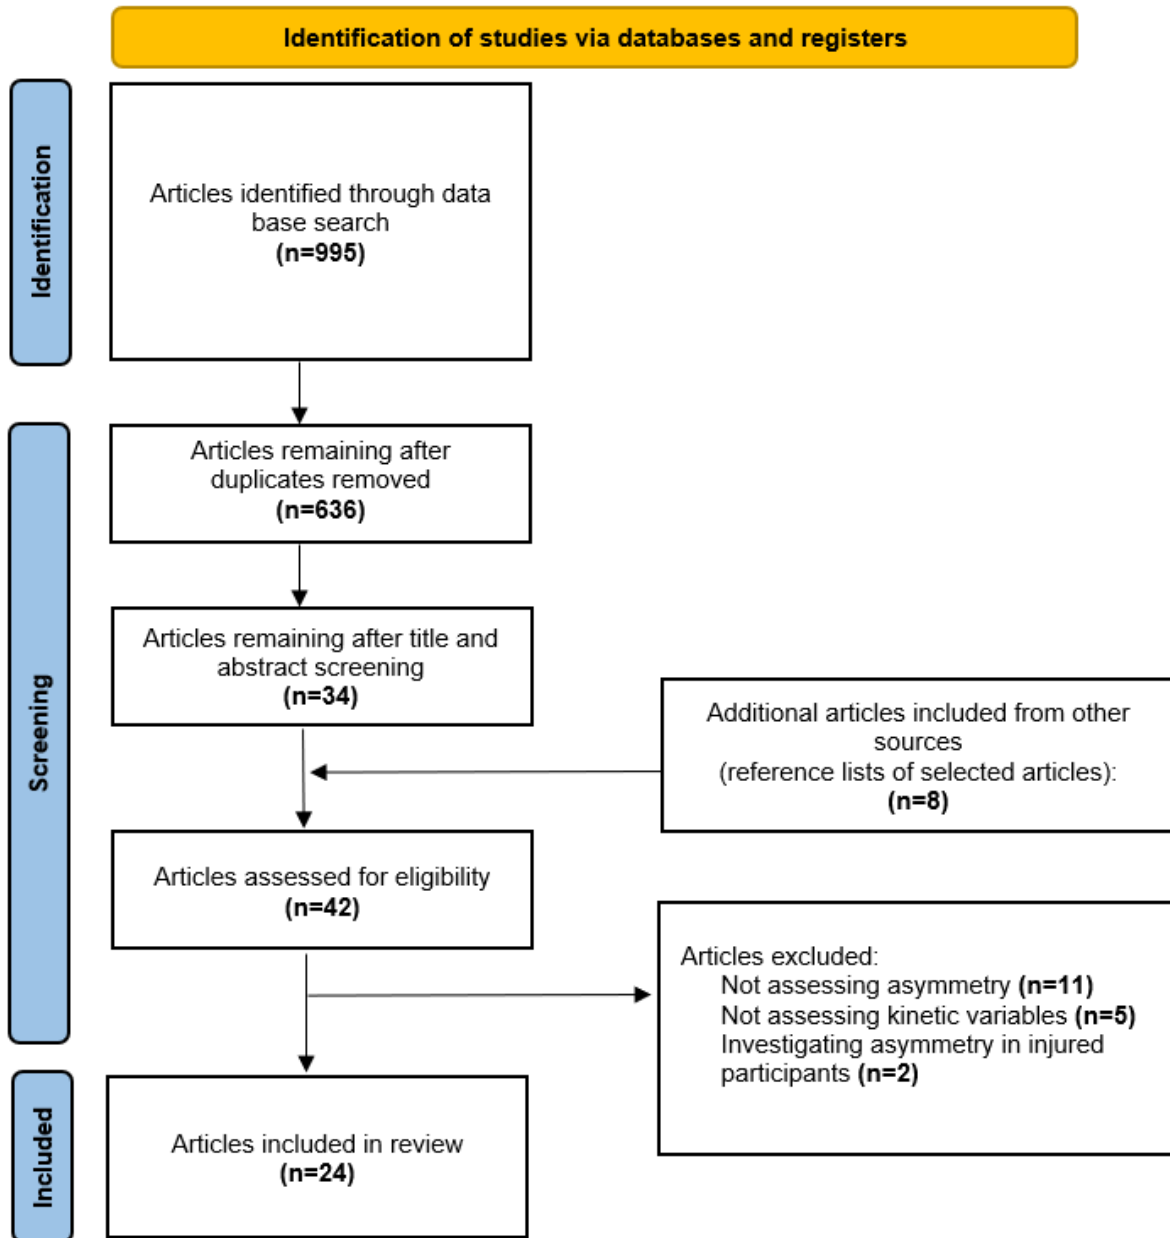 Identification of studies via databases and registers
Identification
Articles identified through data
base search
(n=995)
Screening
Articles remaining after
duplicates removed
(n=636)
Articles remaining after title and
abstract screening
(n=34)
Additional articles included from other
sources
(reference lists of selected articles):
(n=8)
Articles assessed for eligibility
(n=42)
Articles excluded:
Not assessing asymmetry (n=11)
Not assessing kinetic variables (n=5)
Investigating asymmetry in injured
participants (n=2)
Included
Articles included in review
(n=24)